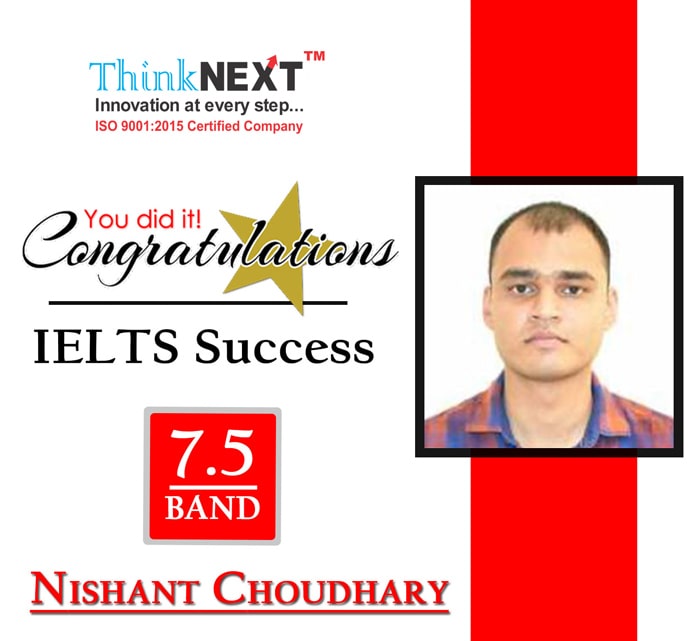 ThinkNEXT™
Innovation at every step...
ISO 9001:2015 Certified Company
You did it!
Congratulations
IELTS Success
7.5
BAND
NISHANT CHOUDHARY